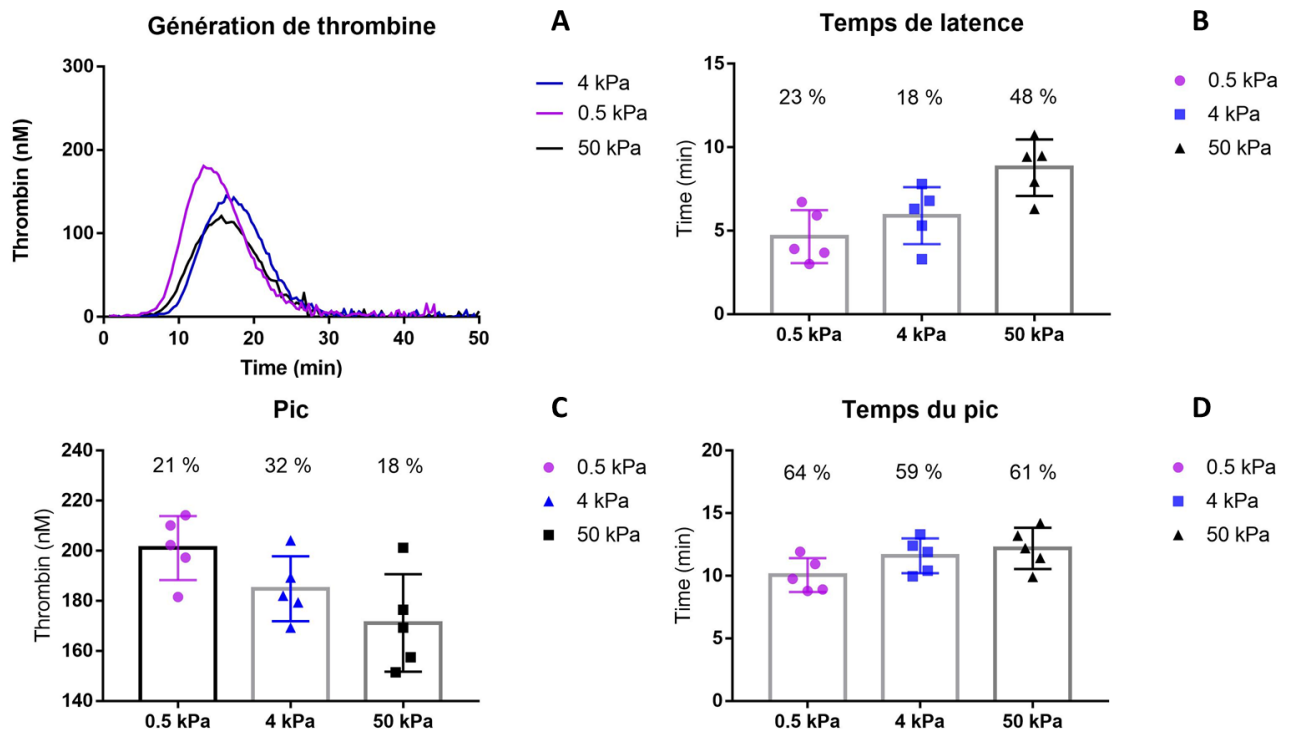 Génération de thrombine
A
300
200
100
0
Thrombin (nM)
0 10 20 30 40 50
Time (min)
4 kPa
0.5 kPa
50 kPa
Temps de latence
B
15
10
5
0
Time (min)
23 % 18 % 48 %
0.5 kPa 4 kPa 50 kPa
0.5 kPa
4 kPa
50 kPa
Pic
C
240
220
200
180
160
140
Thrombin (nM)
21 % 32 % 18 %
0.5 kPa 4 kPa 50 kPa
0.5 kPa
4 kPa
50 kPa
Temps du pic
D
20
15
10
5
0
Time (min)
64 % 59 % 61 %
0.5 kPa 4 kPa 50 kPa
0.5 kPa
4 kPa
50 kPa